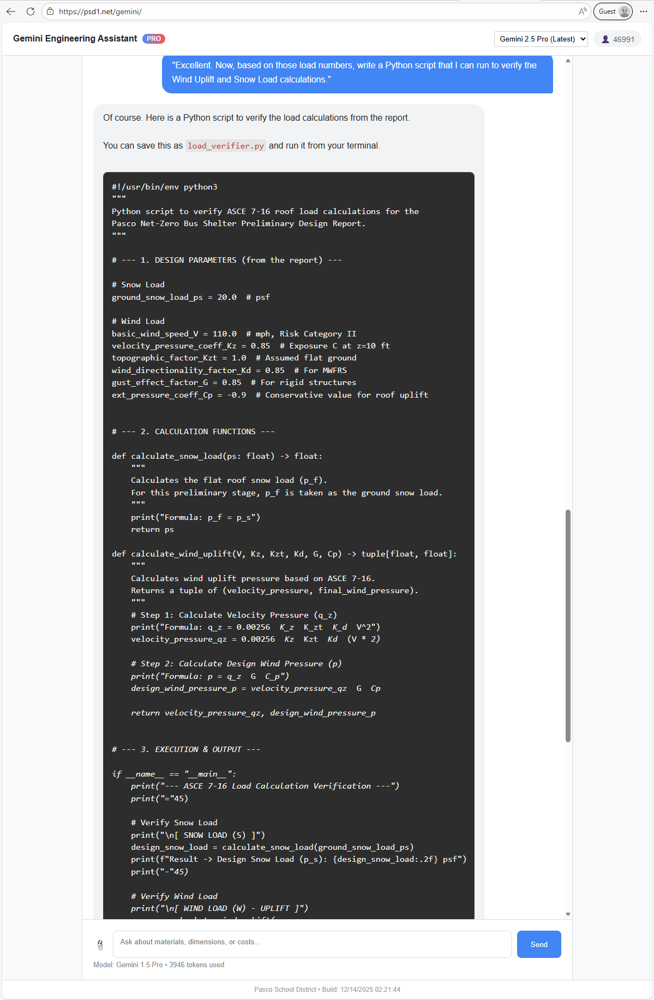 https://psd1.net/gemini/
Guest
Gemini Engineering Assistant PRO
Gemini 2.5 Pro (Latest)
46991
"Excellent. Now, based on those load numbers, write a Python script that I can run to verify the
Wind Uplift and Snow Load calculations."
Of course. Here is a Python script to verify the load calculations from the report.
You can save this as load_verifier.py and run it from your terminal.
#!/usr/bin/env python3
"""
Python script to verify ASCE 7-16 roof load calculations for the
Pasco Net-Zero Bus Shelter Preliminary Design Report.
"""
# --- 1. DESIGN PARAMETERS (from the report) ---
# Snow Load
ground_snow_load_ps = 20.0  # psf
# Wind Load
basic_wind_speed_V = 110.0  # mph, Risk Category II
velocity_pressure_coeff_Kz = 0.85  # Exposure C at z=10 ft
topographic_factor_Kzt = 1.0  # Assumed flat ground
wind_directionality_factor_Kd = 0.85  # For MWFRS
gust_effect_factor_G = 0.85  # For rigid structures
ext_pressure_coeff_Cp = -0.9  # Conservative value for roof uplift
# --- 2. CALCULATION FUNCTIONS ---
def calculate_snow_load(ps: float) -> float:
    """
    Calculates the flat roof snow load (p_f).
    For this preliminary stage, p_f is taken as the ground snow load.
    """
    print("Formula: p_f = p_s")
    return ps
def calculate_wind_uplift(V, Kz, Kzt, Kd, G, Cp) -> tuple[float, float]:
    """
    Calculates wind uplift pressure based on ASCE 7-16.
    Returns a tuple of (velocity_pressure, final_wind_pressure).
    """
    # Step 1: Calculate Velocity Pressure (q_z)
    print("Formula: q_z = 0.00256  K_z  K_zt  K_d  V^2")
    velocity_pressure_qz = 0.00256  Kz  Kzt  Kd  (V * 2)
    # Step 2: Calculate Design Wind Pressure (p)
    print("Formula: p = q_z  G  C_p")
    design_wind_pressure_p = velocity_pressure_qz  G  Cp
    return velocity_pressure_qz, design_wind_pressure_p
# --- 3. EXECUTION & OUTPUT ---
if __name__ == "__main__":
    print("--- ASCE 7-16 Load Calculation Verification ---")
    print("="45)
    # Verify Snow Load
    print("\n[ SNOW LOAD (S) ]")
    design_snow_load = calculate_snow_load(ground_snow_load_ps)
    print(f"Result -> Design Snow Load (p_s): {design_snow_load:.2f} psf")
    print("-"45)
    # Verify Wind Load
    print("\n[ WIND LOAD (W) - UPLIFT ]")
Ask about materials, dimensions, or costs...
Send
Model: Gemini 1.5 Pro • 3946 tokens used
Pasco School District • Build: 12/14/2025 02:21:44